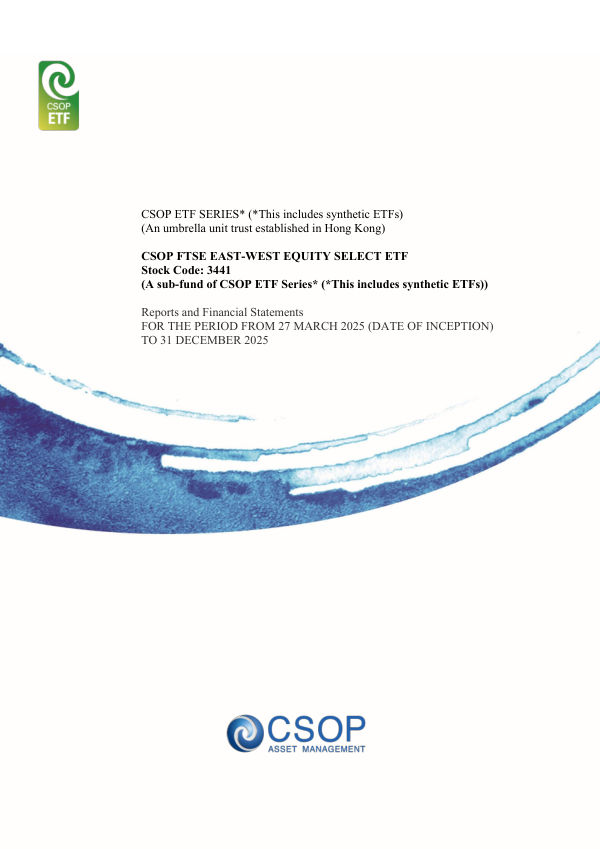 CSOP
ETF
CSOP ETF SERIES* (*This includes synthetic ETFs)
(An umbrella unit trust established in Hong Kong)
CSOP FTSE EAST-WEST EQUITY SELECT ETF
Stock Code: 3441
(A sub-fund of CSOP ETF Series* (*This includes synthetic ETFs))
Reports and Financial Statements
FOR THE PERIOD FROM 27 MARCH 2025 (DATE OF INCEPTION)
TO 31 DECEMBER 2025
CSOP
ASSET MANAGEMENT